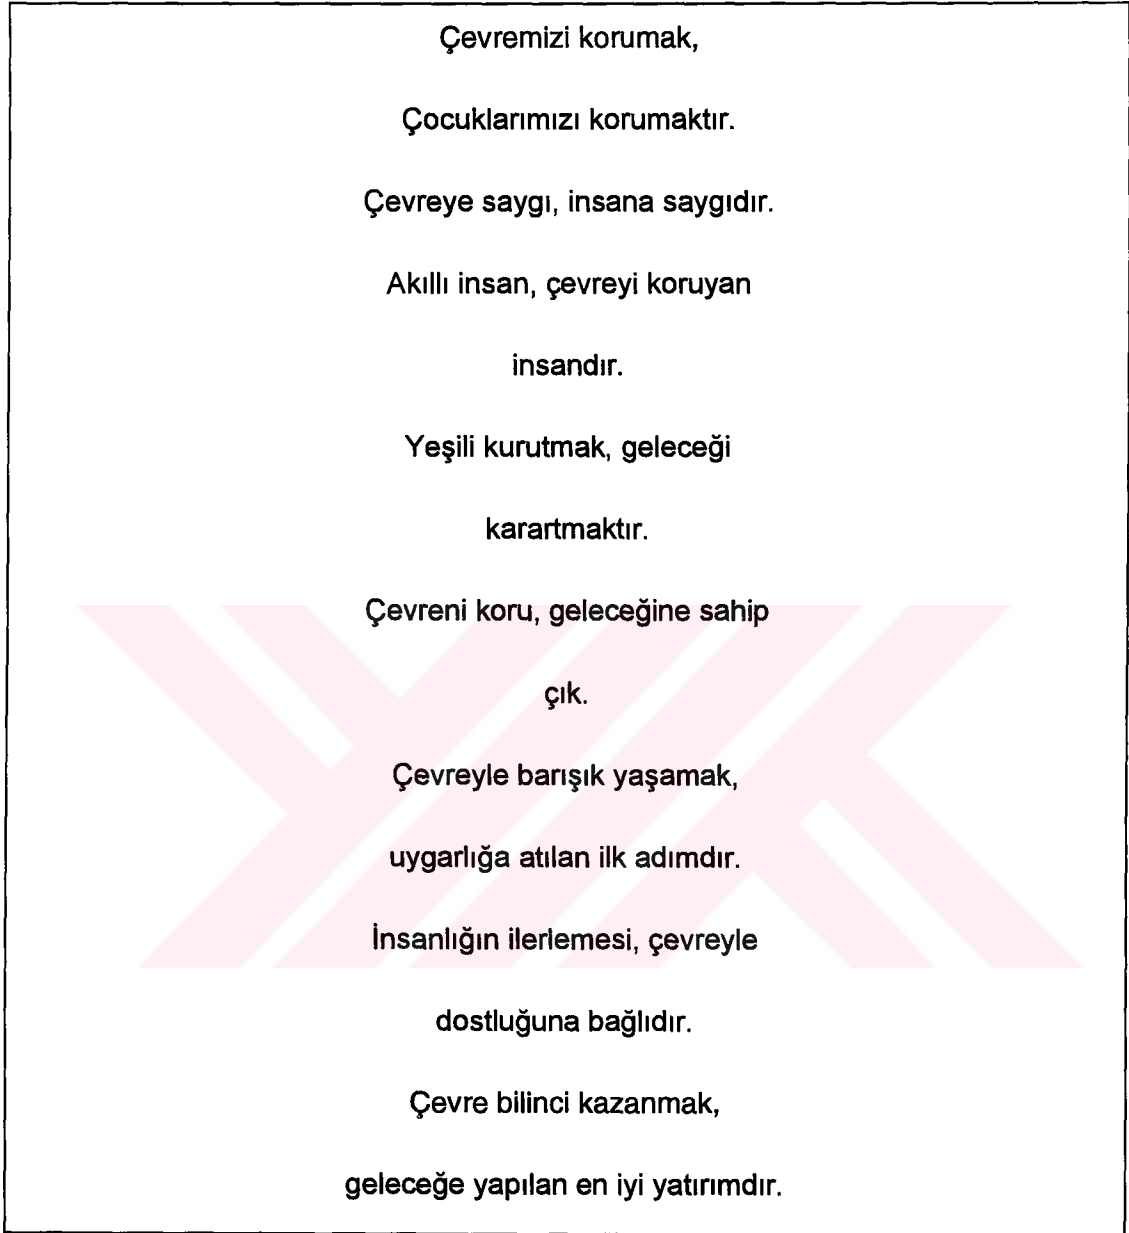 Çevremizi korumak,
Çocuklarımızı korumaktır.
Çevreye saygı, insana saygıdır.
Akıllı insan, çevreyi koruyan
insandır.
Yeşili kurutmak, geleceği
karartmaktır.
Çevreni koru, geleceğine sahip
çık.
Çevreyle barışık yaşamak,
uygarlığa atılan ilk adımdır.
İnsanlığın ilerlemesi, çevreyle
dostluğuna bağlıdır.
Çevre bilinci kazanmak,
geleceğe yapılan en iyi yatırımdır.